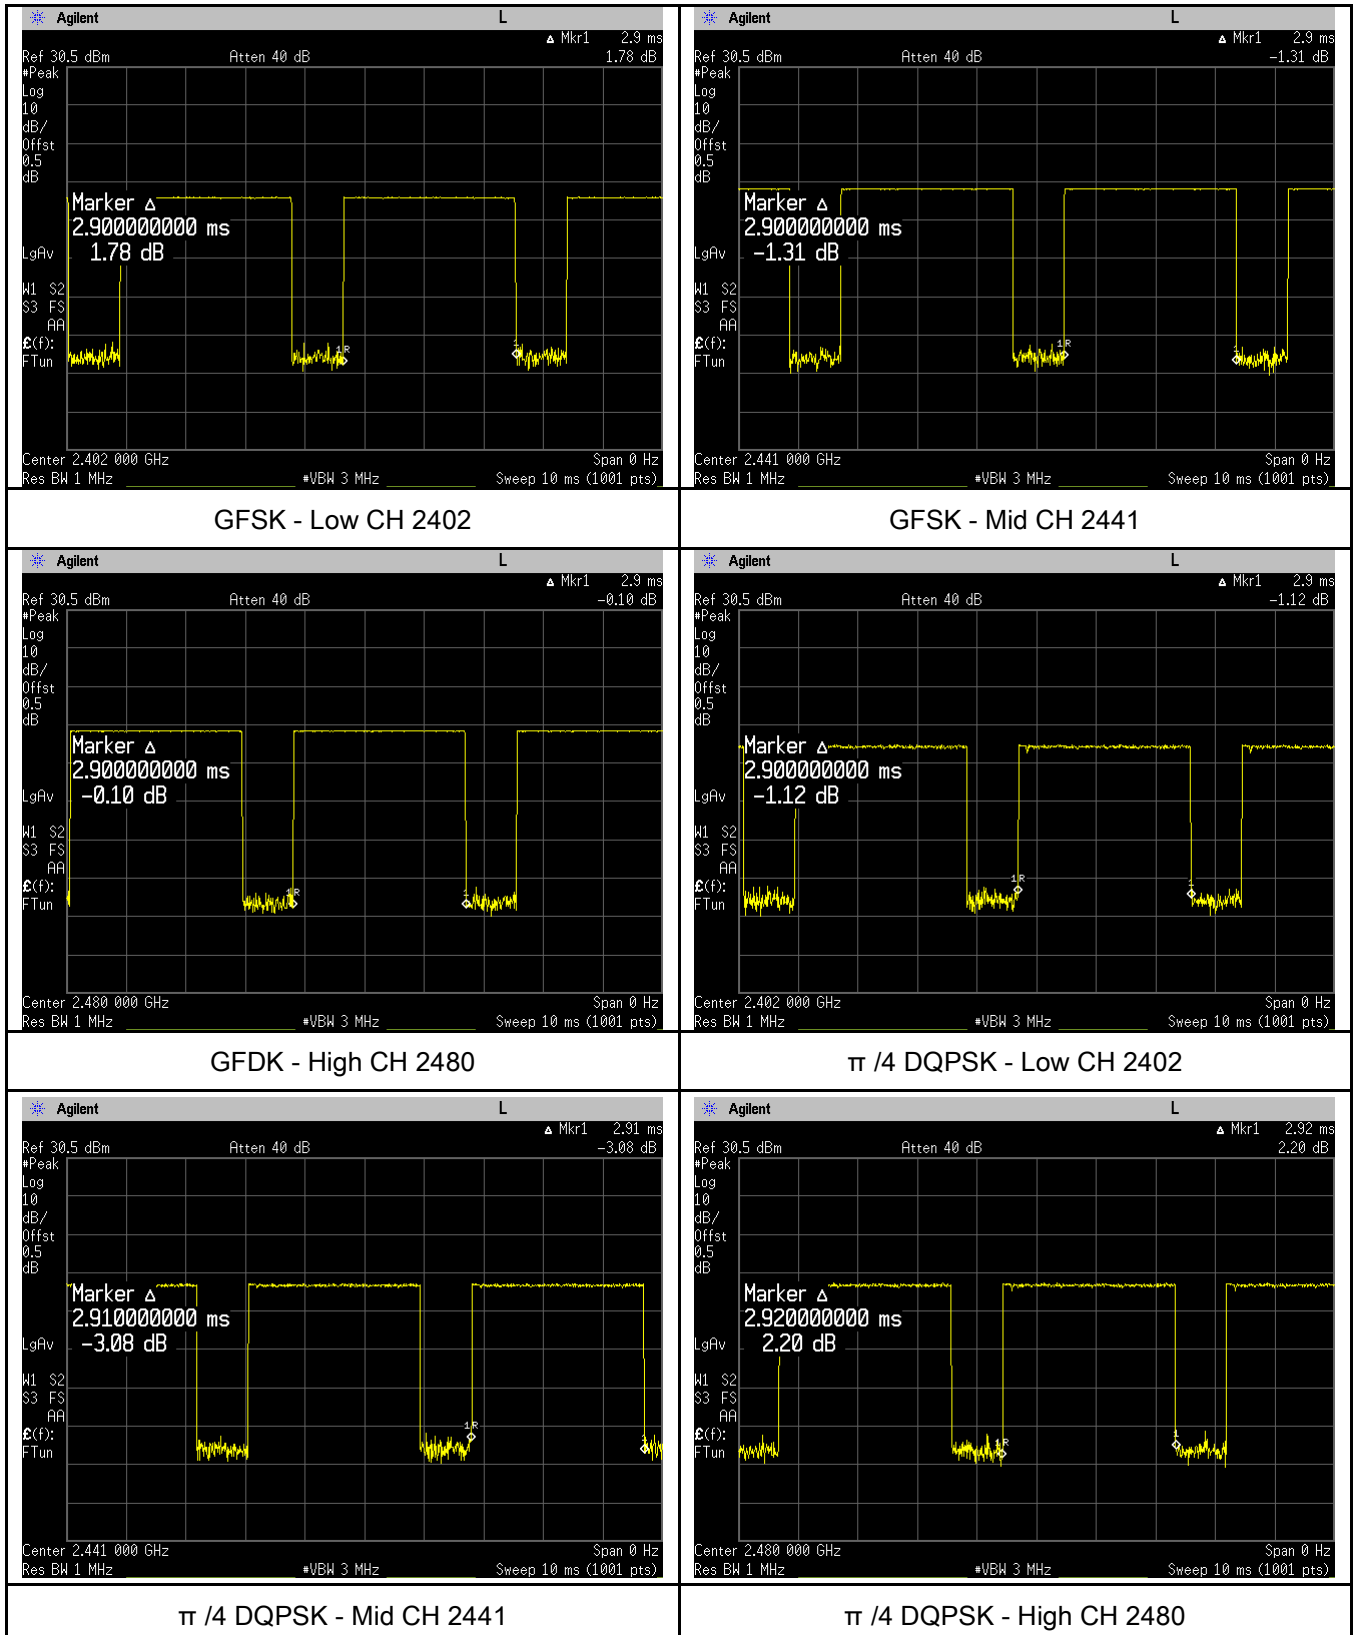 Agilent L
Δ Mkr1 2.9 ms
Ref 30.5 dBm Atten 40 dB 1.78 dB
#Peak
Log
10
dB/
Offst
0.5
dB
Marker Δ
2.900000000 ms
1.78 dB
LgAv
W1 S2
S3 FS
AA
£(f):
FTun
1R
1
Center 2.402 000 GHz Span 0 Hz
Res BW 1 MHz #VBW 3 MHz Sweep 10 ms (1001 pts)
GFSK - Low CH 2402
Agilent L
Δ Mkr1 2.9 ms
Ref 30.5 dBm Atten 40 dB -1.31 dB
#Peak
Log
10
dB/
Offst
0.5
dB
Marker Δ
2.900000000 ms
-1.31 dB
LgAv
W1 S2
S3 FS
AA
£(f):
FTun
1R
1
Center 2.441 000 GHz Span 0 Hz
Res BW 1 MHz #VBW 3 MHz Sweep 10 ms (1001 pts)
GFSK - Mid CH 2441
Agilent L
Δ Mkr1 2.9 ms
Ref 30.5 dBm Atten 40 dB -0.10 dB
#Peak
Log
10
dB/
Offst
0.5
dB
Marker Δ
2.900000000 ms
-0.10 dB
LgAv
W1 S2
S3 FS
AA
£(f):
FTun
1R
1
Center 2.480 000 GHz Span 0 Hz
Res BW 1 MHz #VBW 3 MHz Sweep 10 ms (1001 pts)
GFDK - High CH 2480
Agilent L
Δ Mkr1 2.9 ms
Ref 30.5 dBm Atten 40 dB -1.12 dB
#Peak
Log
10
dB/
Offst
0.5
dB
Marker Δ
2.900000000 ms
-1.12 dB
LgAv
W1 S2
S3 FS
AA
£(f):
FTun
1R
1
Center 2.402 000 GHz Span 0 Hz
Res BW 1 MHz #VBW 3 MHz Sweep 10 ms (1001 pts)
π /4 DQPSK - Low CH 2402
Agilent L
Δ Mkr1 2.91 ms
Ref 30.5 dBm Atten 40 dB -3.08 dB
#Peak
Log
10
dB/
Offst
0.5
dB
Marker Δ
2.910000000 ms
-3.08 dB
LgAv
W1 S2
S3 FS
AA
£(f):
FTun
1R
1
Center 2.441 000 GHz Span 0 Hz
Res BW 1 MHz #VBW 3 MHz Sweep 10 ms (1001 pts)
π /4 DQPSK - Mid CH 2441
Agilent L
Δ Mkr1 2.92 ms
Ref 30.5 dBm Atten 40 dB 2.20 dB
#Peak
Log
10
dB/
Offst
0.5
dB
Marker Δ
2.920000000 ms
2.20 dB
LgAv
W1 S2
S3 FS
AA
£(f):
FTun
1R
1
Center 2.480 000 GHz Span 0 Hz
Res BW 1 MHz #VBW 3 MHz Sweep 10 ms (1001 pts)
π /4 DQPSK - High CH 2480